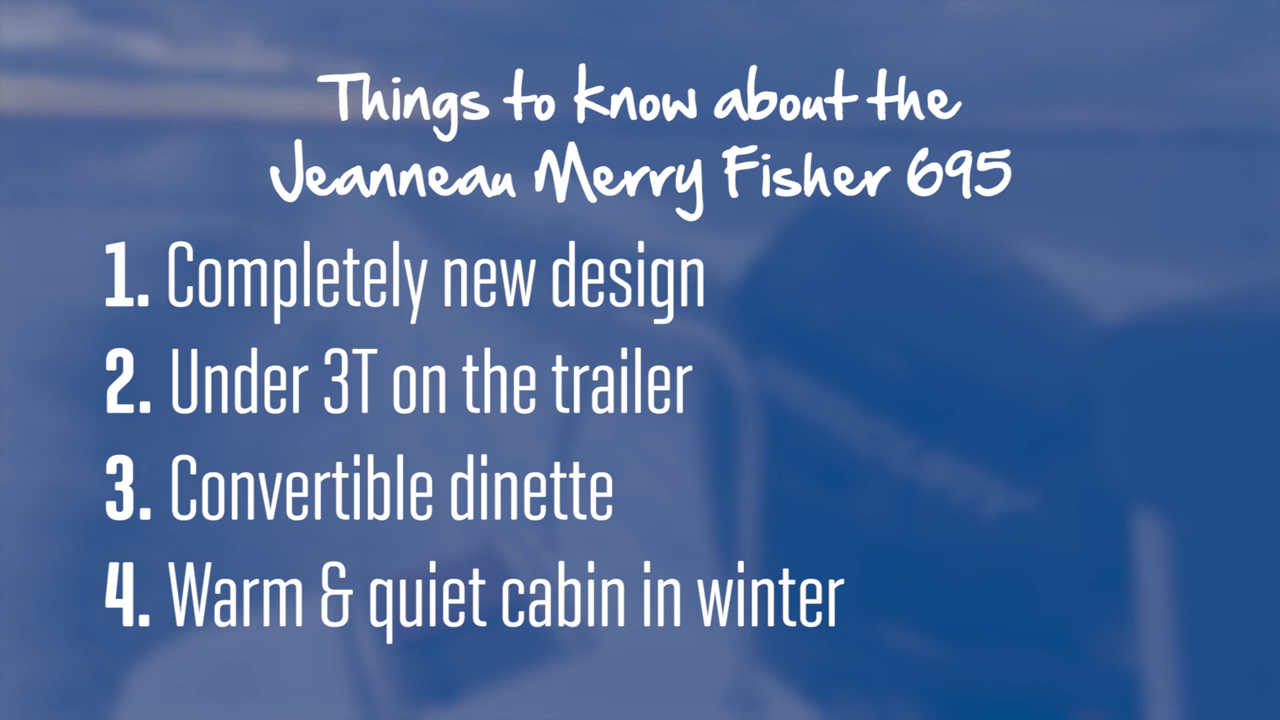 Things to know about the
Jeanneau Merry Fisher 695
1. Completely new design
2. Under 3T on the trailer
3. Convertible dinette
4. Warm & quiet cabin in winter